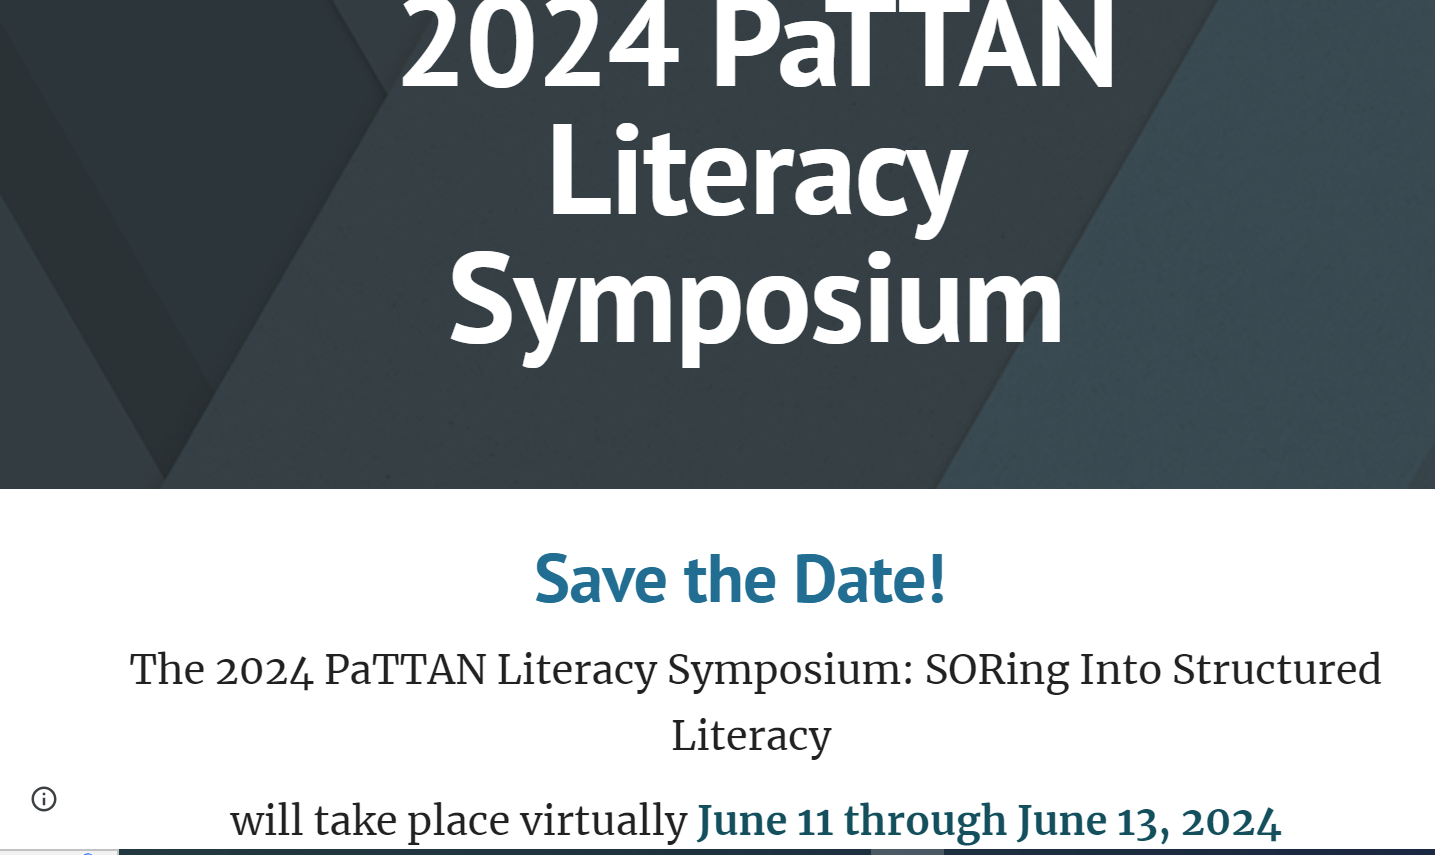 2024 PaTTAN
Literacy
Symposium
Save the Date!
The 2024 PaTTAN Literacy Symposium: SORing Into Structured
Literacy
will take place virtually June 11 through June 13, 2024